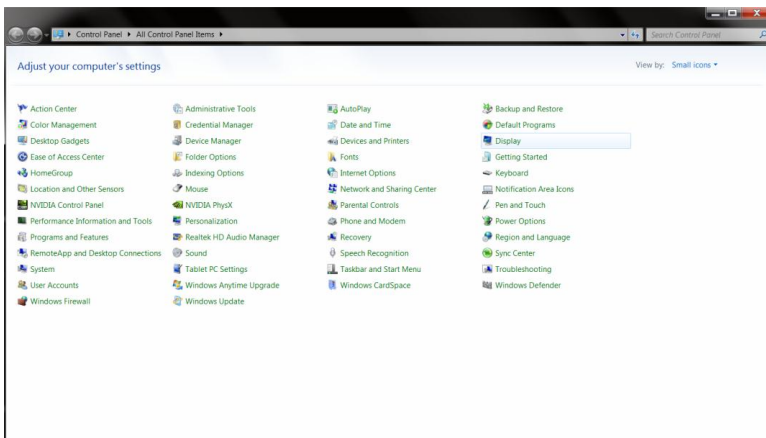 Control Panel All Control Panel Items Search Control Panel
Adjust your computer's settings View by: Small icons
Action Center Administrative Tools AutoPlay Backup and Restore
Color Management Credential Manager Date and Time Default Programs
Desktop Gadgets Device Manager Devices and Printers Display
Ease of Access Center Folder Options Fonts Getting Started
HomeGroup Indexing Options Internet Options Keyboard
Location and Other Sensors Mouse Network and Sharing Center Notification Area Icons
NVIDIA Control Panel NVIDIA PhysX Parental Controls Pen and Touch
Performance Information and Tools Personalization Phone and Modem Power Options
Programs and Features Realtek HD Audio Manager Recovery Region and Language
RemoteApp and Desktop Connections Sound Speech Recognition Sync Center
System Tablet PC Settings Taskbar and Start Menu Troubleshooting
User Accounts Windows Anytime Upgrade Windows CardSpace Windows Defender
Windows Firewall Windows Update